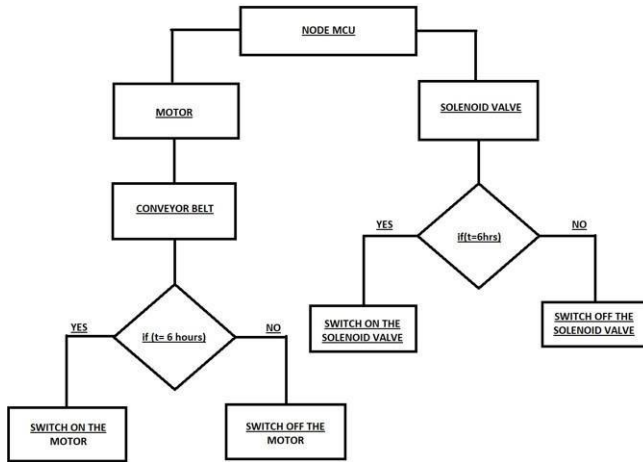 NODE MCU
MOTOR
SOLENOID VALVE
CONVEYOR BELT
YES
if(t=6hrs)
NO
SWITCH ON THE
SOLENOID VALVE
SWITCH OFF THE
SOLENOID VALVE
YES
if (t= 6 hours)
NO
SWITCH ON THE
MOTOR
SWITCH OFF THE
MOTOR